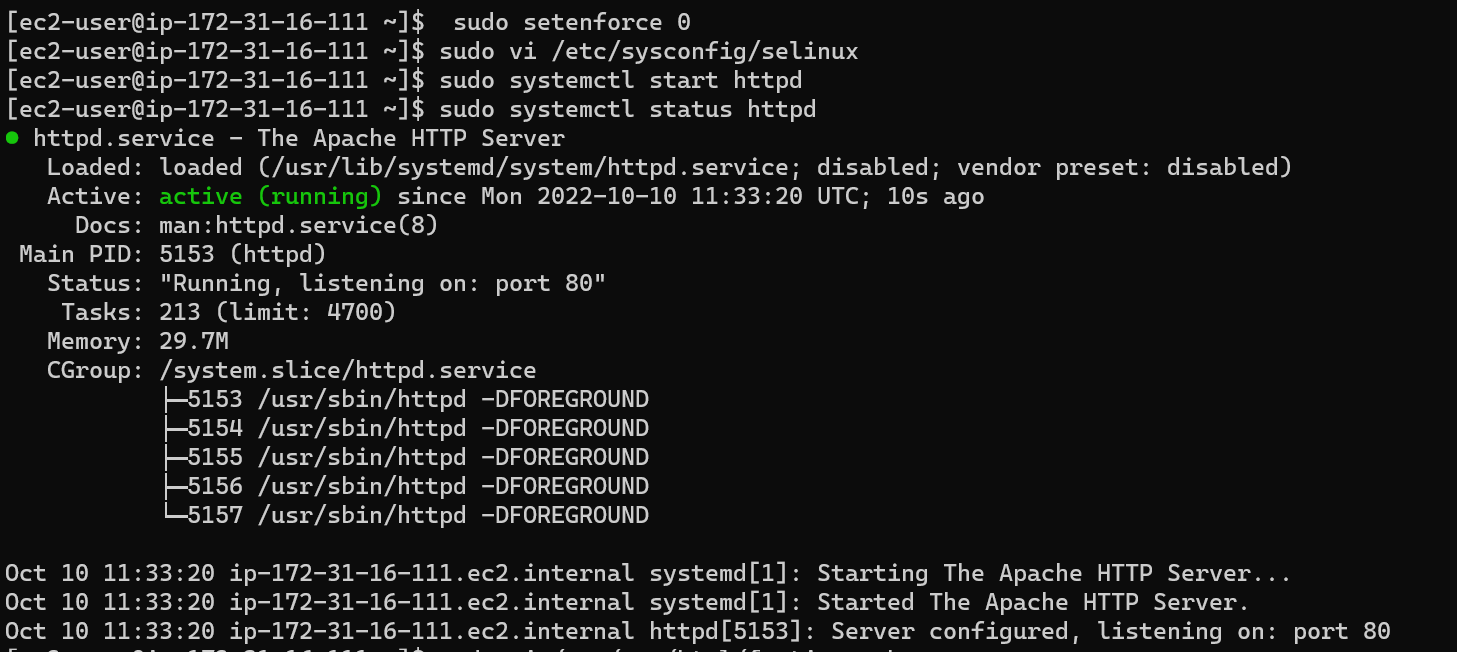 [ec2-user@ip-172-31-16-111 ~]$  sudo setenforce 0
[ec2-user@ip-172-31-16-111 ~]$ sudo vi /etc/sysconfig/selinux
[ec2-user@ip-172-31-16-111 ~]$ sudo systemctl start httpd
[ec2-user@ip-172-31-16-111 ~]$ sudo systemctl status httpd
● httpd.service - The Apache HTTP Server
   Loaded: loaded (/usr/lib/systemd/system/httpd.service; disabled; vendor preset: disabled)
   Active: active (running) since Mon 2022-10-10 11:33:20 UTC; 10s ago
     Docs: man:httpd.service(8)
 Main PID: 5153 (httpd)
   Status: "Running, listening on: port 80"
    Tasks: 213 (limit: 4700)
   Memory: 29.7M
   CGroup: /system.slice/httpd.service
           ├─5153 /usr/sbin/httpd -DFOREGROUND
           ├─5154 /usr/sbin/httpd -DFOREGROUND
           ├─5155 /usr/sbin/httpd -DFOREGROUND
           ├─5156 /usr/sbin/httpd -DFOREGROUND
           └─5157 /usr/sbin/httpd -DFOREGROUND

Oct 10 11:33:20 ip-172-31-16-111.ec2.internal systemd[1]: Starting The Apache HTTP Server...
Oct 10 11:33:20 ip-172-31-16-111.ec2.internal systemd[1]: Started The Apache HTTP Server.
Oct 10 11:33:20 ip-172-31-16-111.ec2.internal httpd[5153]: Server configured, listening on: port 80